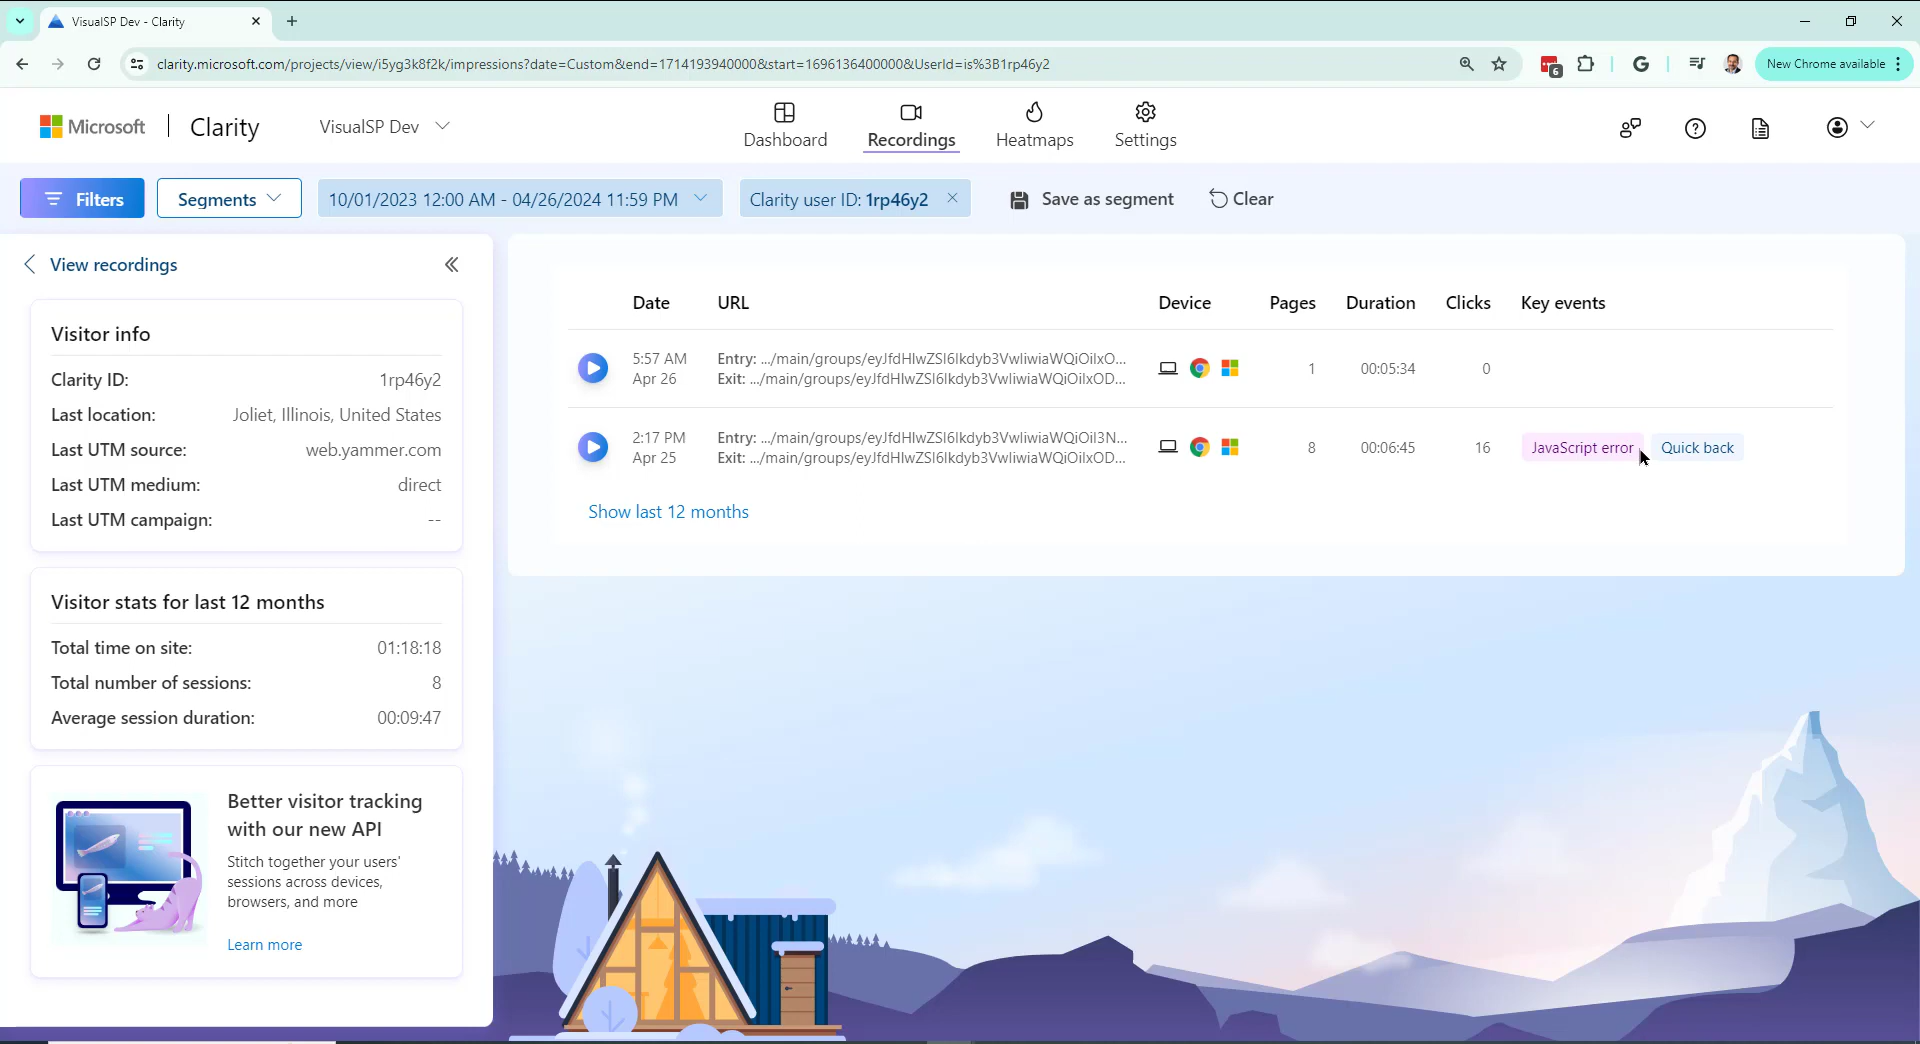 VisualSP Dev - Clarity
clarity.microsoft.com/projects/view/i5yg3k8f2k/impressions?date=Custom&end=1714193940000&start=1696136400000&UserId=is%3B1rp46y2
6
New Chrome available
Microsoft Clarity
VisualSP Dev
Dashboard
Recordings
Heatmaps
Settings
Filters
Segments
10/01/2023 12:00 AM - 04/26/2024 11:59 PM
Clarity user ID: 1rp46y2
Save as segment
Clear
View recordings
Visitor info
Clarity ID: 1rp46y2
Last location: Joliet, Illinois, United States
Last UTM source: web.yammer.com
Last UTM medium: direct
Last UTM campaign: --
Visitor stats for last 12 months
Total time on site: 01:18:18
Total number of sessions: 8
Average session duration: 00:09:47
Better visitor tracking
with our new API
Stitch together your users'
sessions across devices,
browsers, and more
Learn more
Date URL Device Pages Duration Clicks Key events
5:57 AM
Apr 26
Entry: .../main/groups/eyJfdHlwZSI6Ikdyb3VwIiwiaWQiOiIxO...
Exit: .../main/groups/eyJfdHlwZSI6Ikdyb3VwIiwiaWQiOiIxOD...
1 00:05:34 0
2:17 PM
Apr 25
Entry: .../main/groups/eyJfdHlwZSI6Ikdyb3VwIiwiaWQiOiI3N...
Exit: .../main/groups/eyJfdHlwZSI6Ikdyb3VwIiwiaWQiOiIxOD...
8 00:06:45 16 JavaScript error Quick back
Show last 12 months